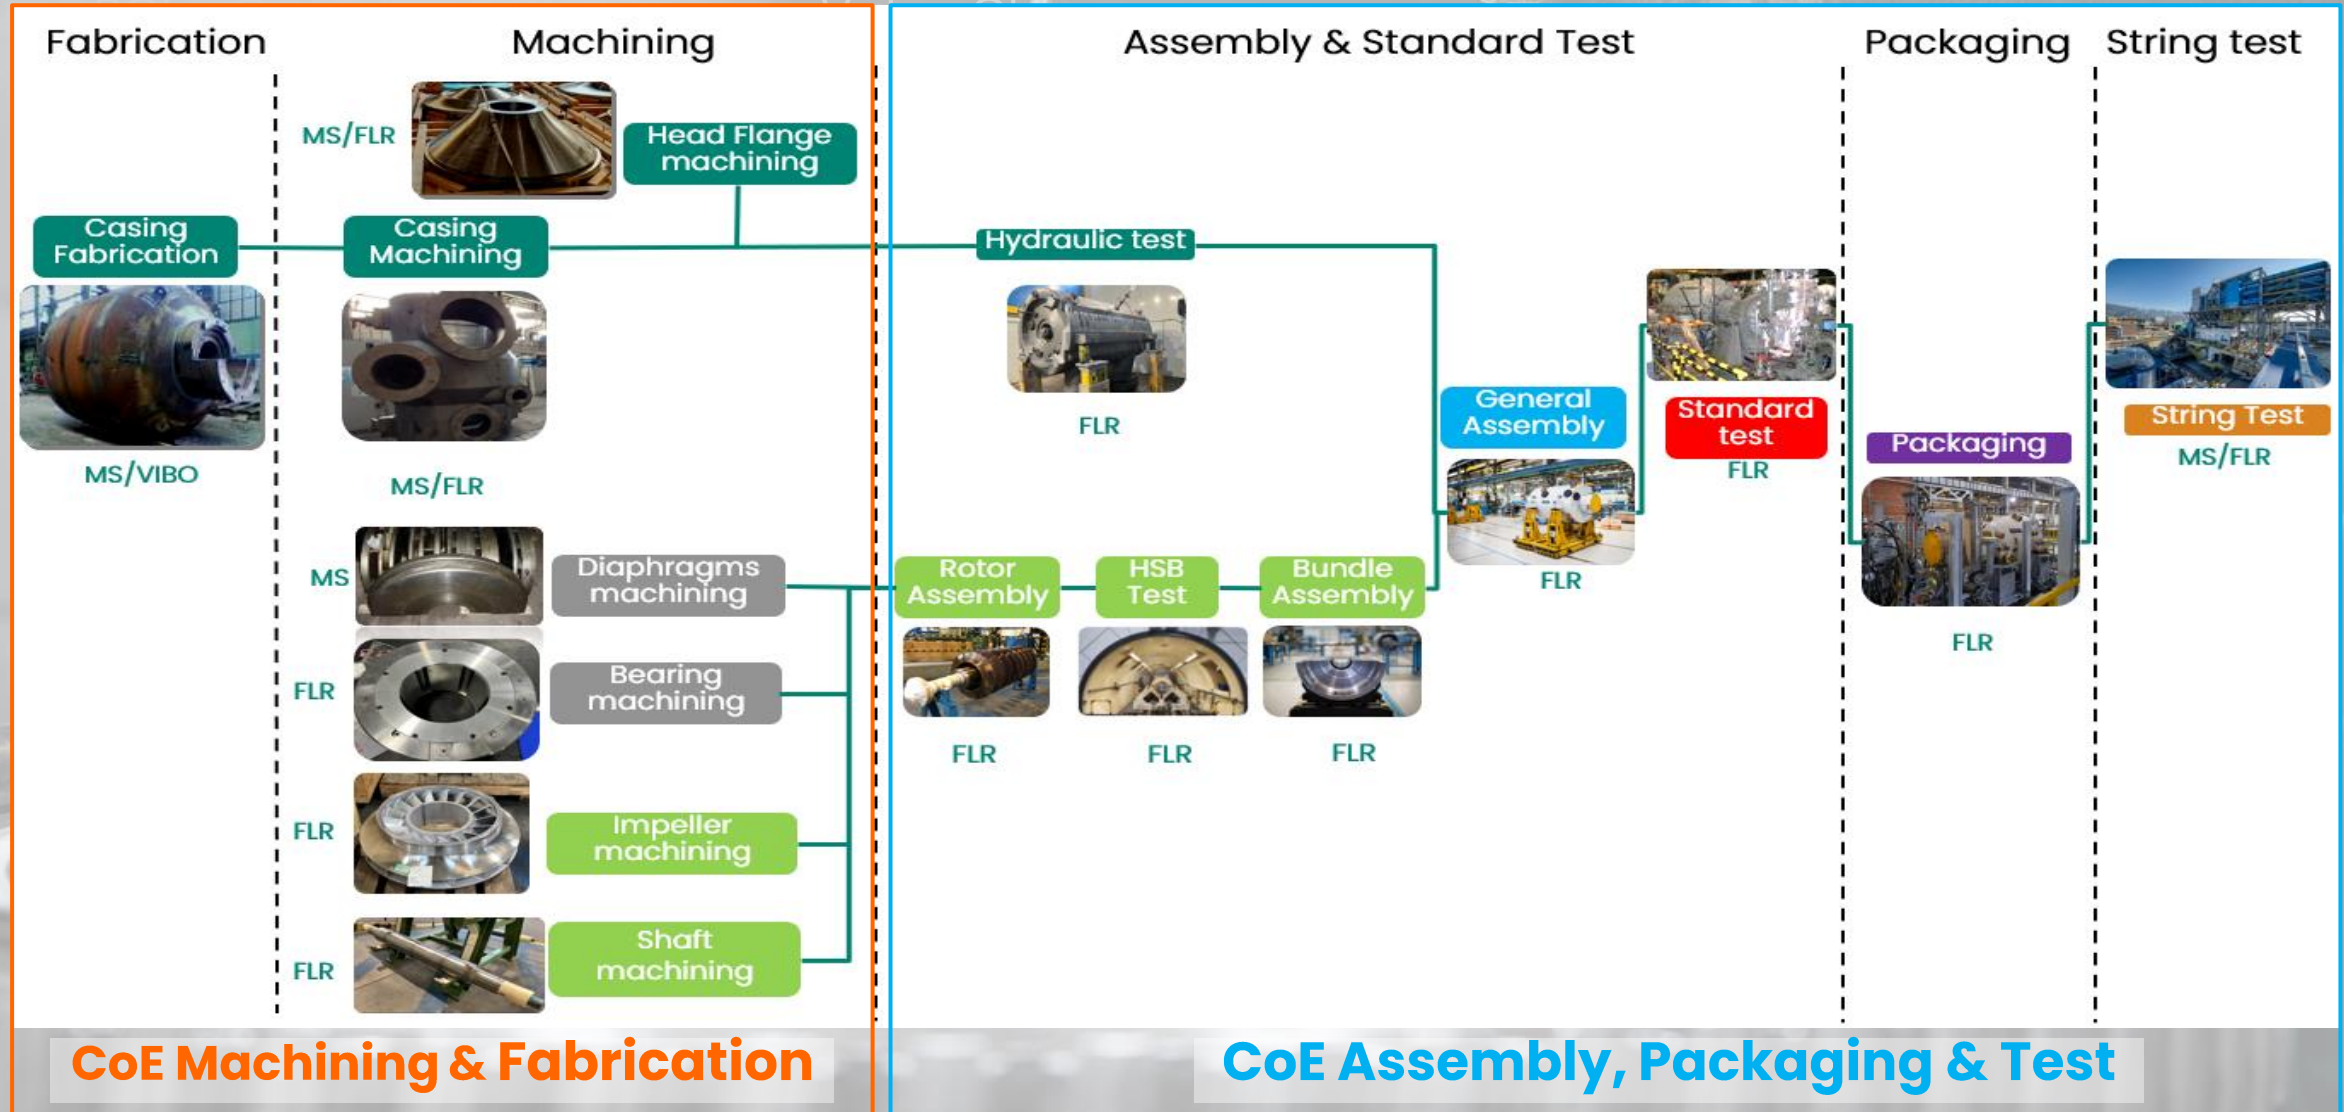 Fabrication
Machining
Assembly & Standard Test
Packaging
String test
MS/FLR
Head Flange
machining
Casing
Fabrication
Casing
Machining
Hydraulic test
MS/VIBO
MS/FLR
FLR
General
Assembly
FLR
Standard
test
FLR
Packaging
FLR
String Test
MS/FLR
MS
Diaphragms
machining
FLR
Bearing
machining
FLR
Impeller
machining
FLR
Shaft
machining
Rotor
Assembly
HSB
Test
Bundle
Assembly
FLR
FLR
FLR
CoE Machining & Fabrication
CoE Assembly, Packaging & Test